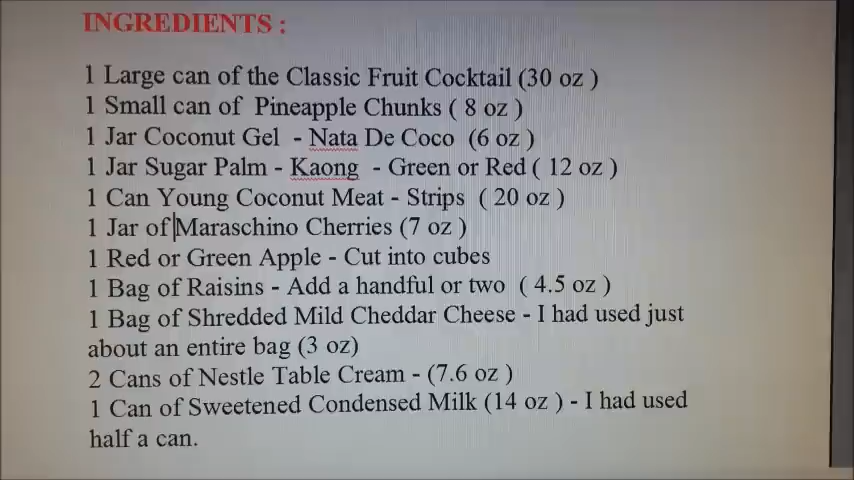 INGREDIENTS :
1 Large can of the Classic Fruit Cocktail (30 oz )
1 Small can of Pineapple Chunks ( 8 oz )
1 Jar Coconut Gel - Nata De Coco (6 oz )
1 Jar Sugar Palm - Kaong - Green or Red ( 12 oz )
1 Can Young Coconut Meat - Strips ( 20 oz )
1 Jar of Maraschino Cherries (7 oz )
1 Red or Green Apple - Cut into cubes
1 Bag of Raisins - Add a handful or two ( 4.5 oz )
1 Bag of Shredded Mild Cheddar Cheese - I had used just
about an entire bag (3 oz)
2 Cans of Nestle Table Cream - (7.6 oz )
1 Can of Sweetened Condensed Milk (14 oz ) - I had used
half a can.